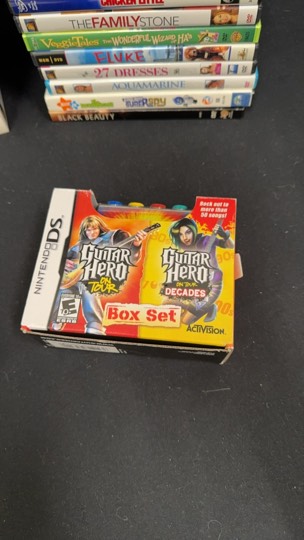 CHICKEN LITTLE
THE FAMILY STONE
VeggieTales THE WONDERFUL WIZARD OF HA'S
FLUKE
27 DRESSES
AQUAMARINE
BLACK BEAUTY
NINTENDO DS
Rock out to
more than
50 songs!
GUITAR
HERO
ON
TOUR
GUITAR
HERO
ON TOUR
DECADES
Box Set
E
ACTIVISION